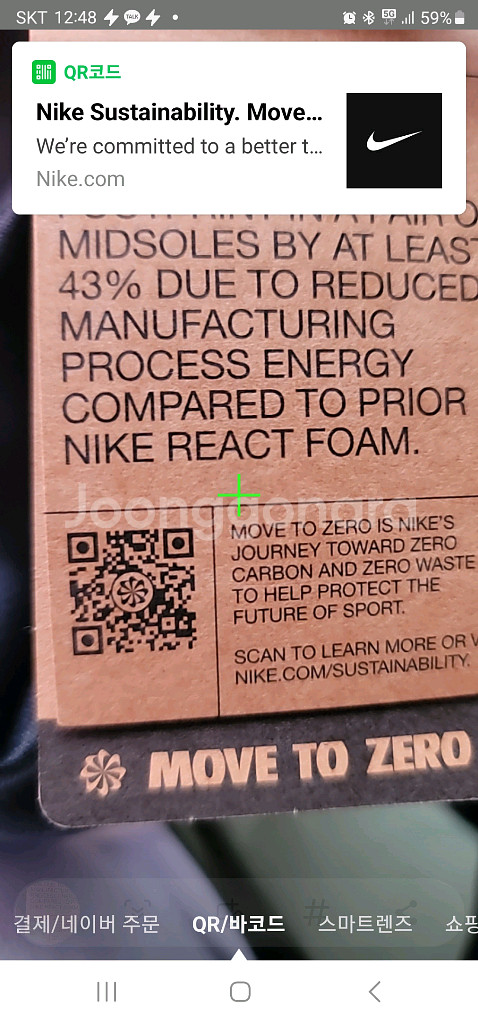 SKT 12:48
TALK
5G
59%
QR코드
Nike Sustainability. Move...
We're committed to a better t...
Nike.com
MIDSOLES BY AT LEAST
43% DUE TO REDUCED
MANUFACTURING
PROCESS ENERGY
COMPARED TO PRIOR
NIKE REACT FOAM.
Joongonara
MOVE TO ZERO IS NIKE'S
JOURNEY TOWARD ZERO
CARBON AND ZERO WASTE
TO HELP PROTECT THE
FUTURE OF SPORT.
SCAN TO LEARN MORE OR V
NIKE.COM/SUSTAINABILITY.
MOVE TO ZERO
결제/네이버 주문
QR/바코드
스마트렌즈
쇼핑